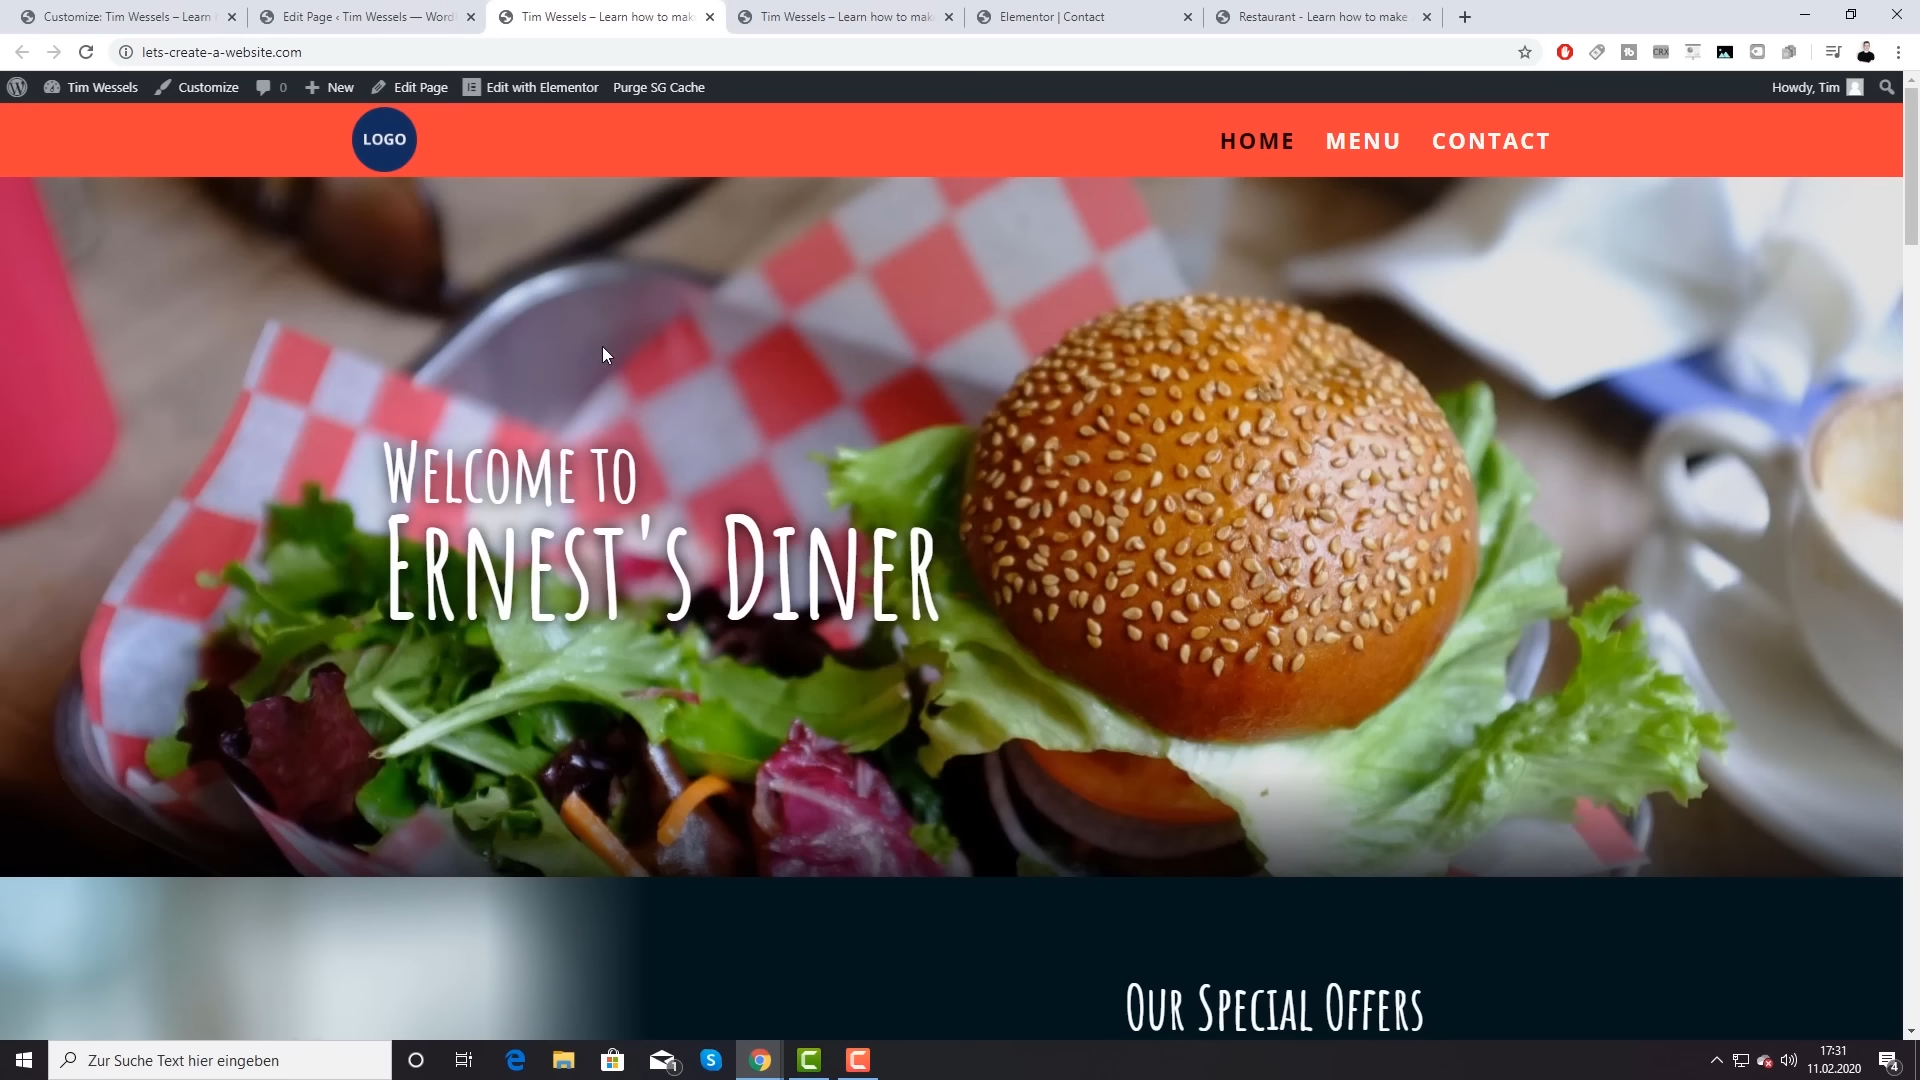 Customize: Tim Wessels – Learn
Edit Page ‹ Tim Wessels — Word
Tim Wessels – Learn how to mak
Tim Wessels – Learn how to mak
Elementor | Contact
Restaurant - Learn how to make
lets-create-a-website.com
Tim Wessels
Customize
0
New
Edit Page
Edit with Elementor
Purge SG Cache
Howdy, Tim
LOGO
HOME
MENU
CONTACT
Welcome to
Ernest's Diner
Our Special Offers
Zur Suche Text hier eingeben
1
17:31
11.02.2020
4